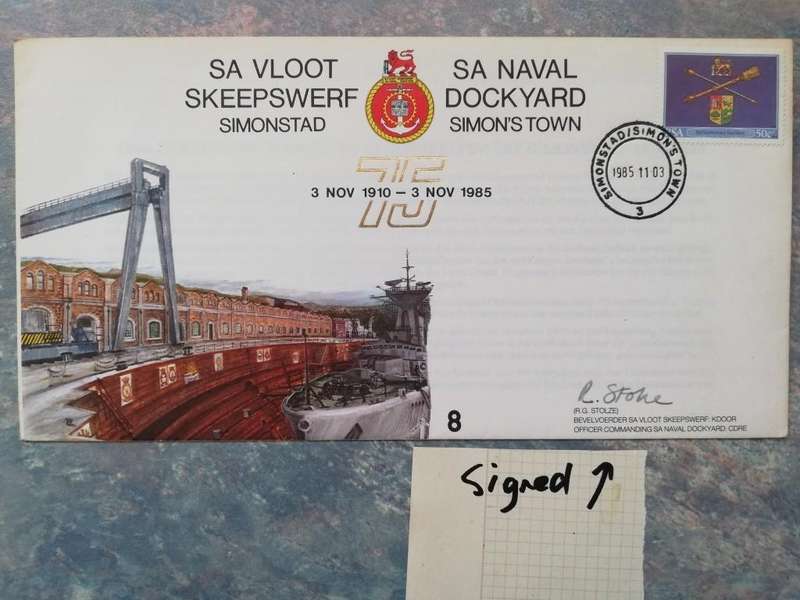 SA VLOOT
SKEEPSWERF
SIMONSTAD
SA NAVAL
DOCKYARD
SIMON'S TOWN
75
3 NOV 1910 – 3 NOV 1985
50c
SIMONSTAD/SIMON'S TOWN
1985 11 03
3
8
R. Stolze
(R.G. STOLZE)
BEVELVOERDER SA VLOOT SKEEPSWERF: KDOOR
OFFICER COMMANDING SA NAVAL DOCKYARD: CDRE
Signed ↑